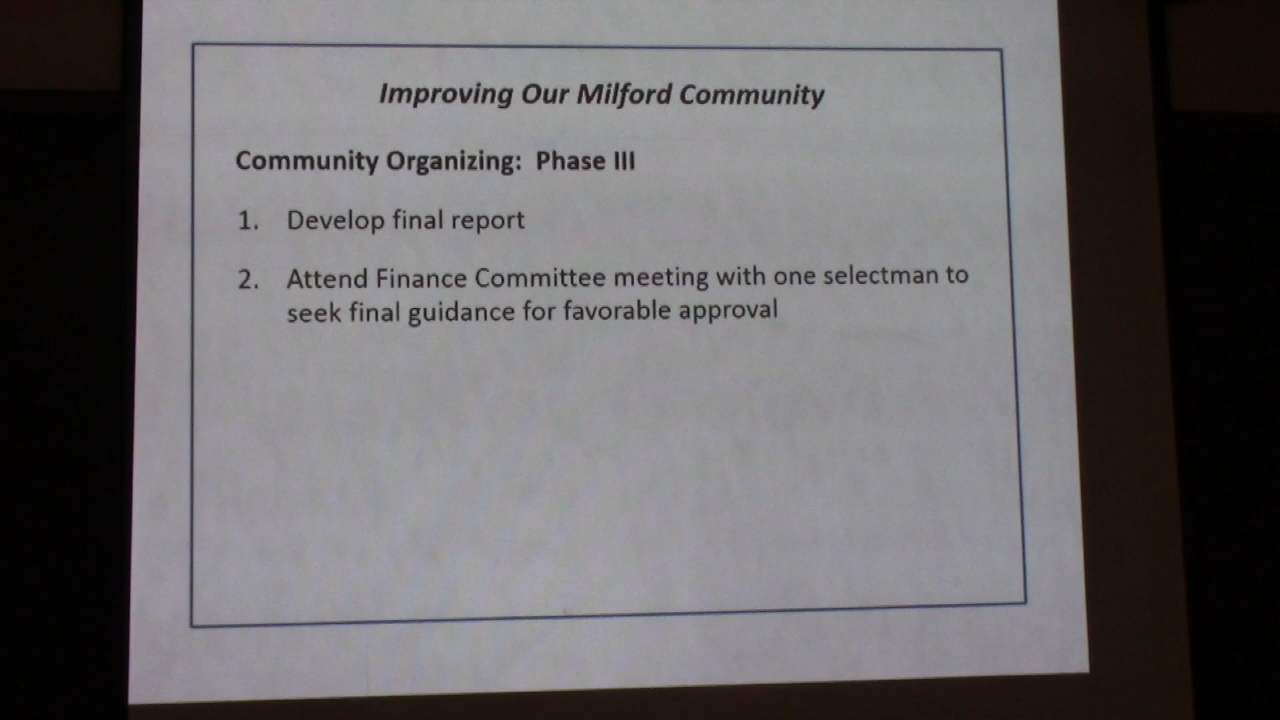 Improving Our Milford Community
Community Organizing: Phase III
1. Develop final report
2. Attend Finance Committee meeting with one selectman to
seek final guidance for favorable approval